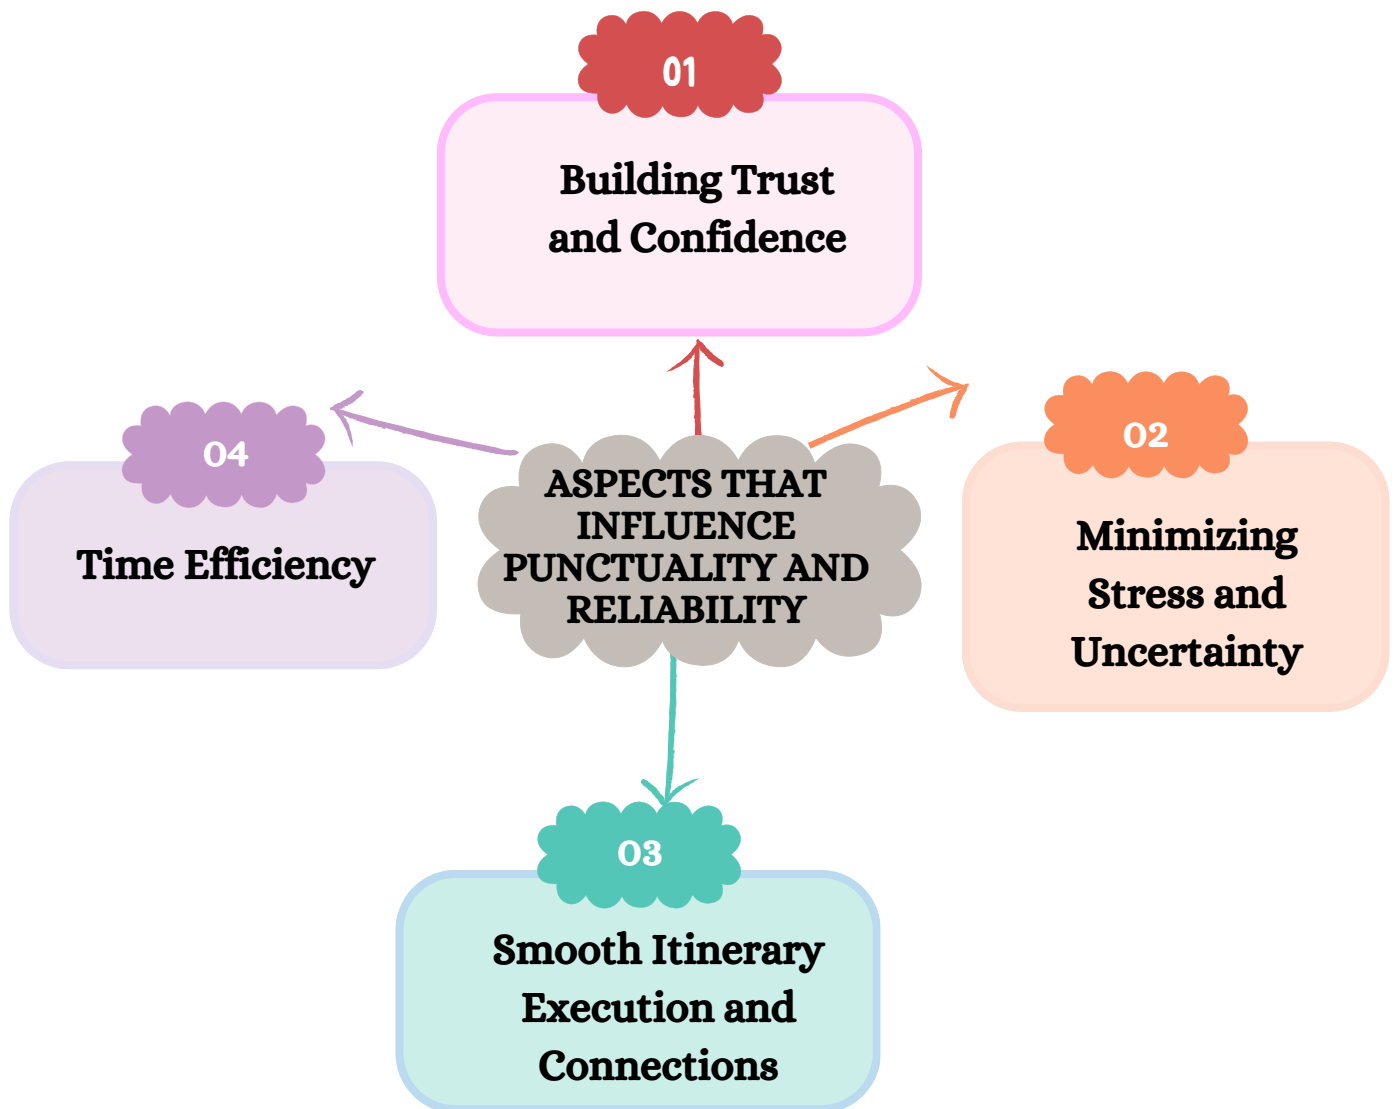 01
Building Trust
and Confidence
02
Minimizing
Stress and
Uncertainty
03
Smooth Itinerary
Execution and
Connections
04
Time Efficiency
ASPECTS THAT
INFLUENCE
PUNCTUALITY AND
RELIABILITY